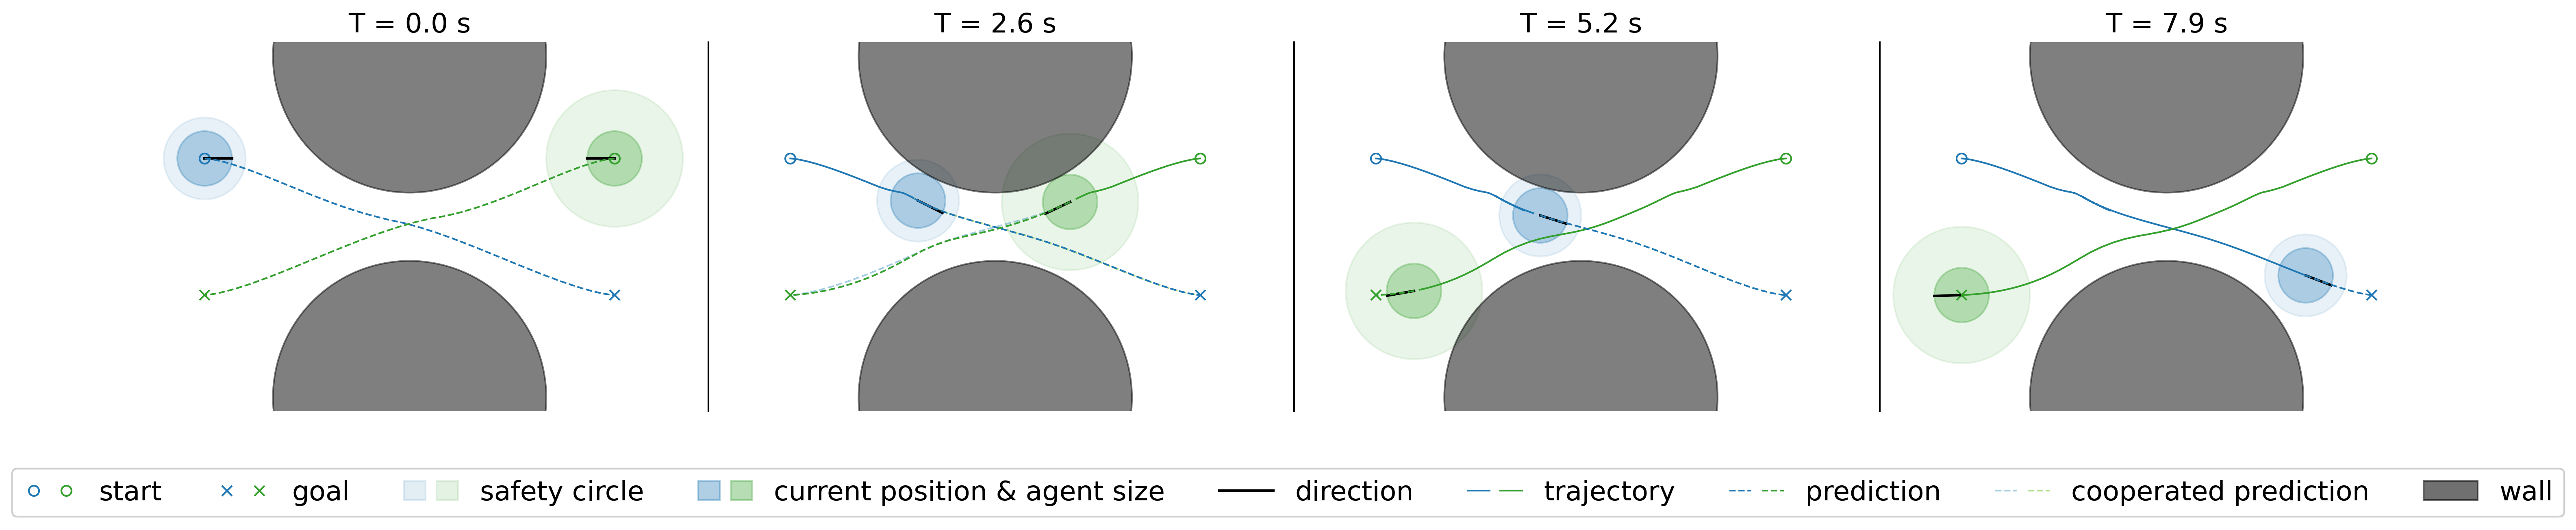 T = 0.0 s
T = 2.6 s
T = 5.2 s
T = 7.9 s
start goal safety circle current position & agent size direction trajectory prediction cooperated prediction wall